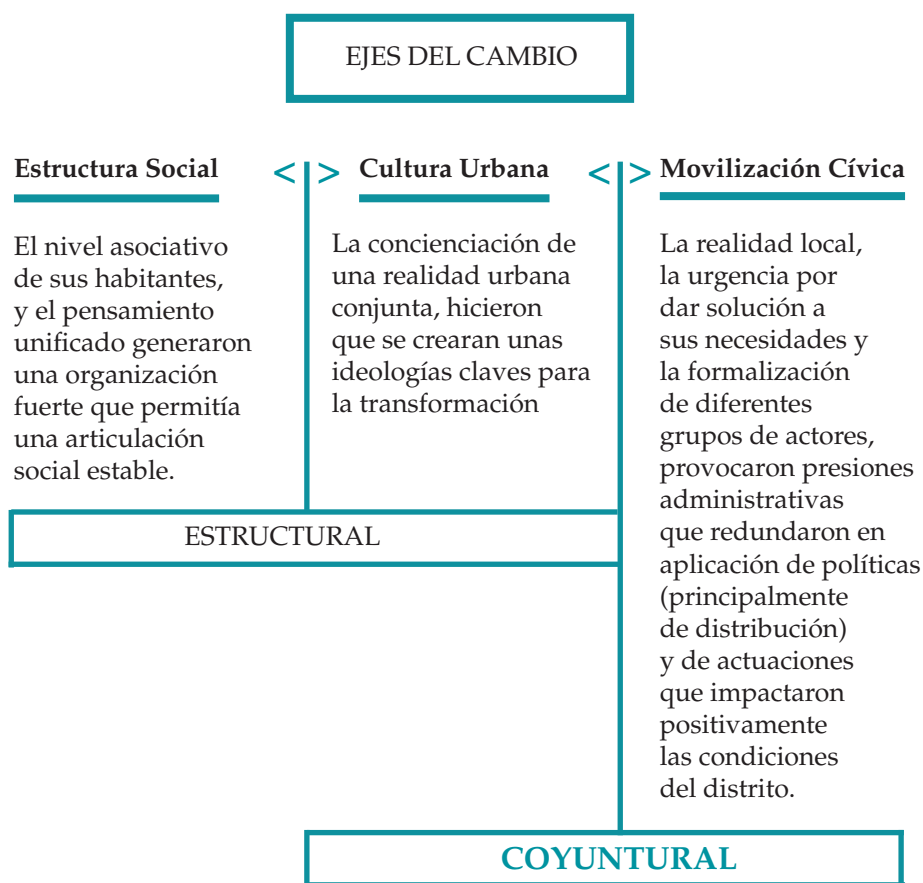 EJES DEL CAMBIO
Estructura Social < > Cultura Urbana < > Movilización Cívica
El nivel asociativo
de sus habitantes,
y el pensamiento
unificado generaron
una organización
fuerte que permitía
una articulación
social estable.
La concienciación de
una realidad urbana
conjunta, hicieron
que se crearan unas
ideologías claves para
la transformación
La realidad local,
la urgencia por
dar solución a
sus necesidades y
la formalización
de diferentes
grupos de actores,
provocaron presiones
administrativas
que redundaron en
aplicación de políticas
(principalmente
de distribución)
y de actuaciones
que impactaron
positivamente
las condiciones
del distrito.
ESTRUCTURAL
COYUNTURAL